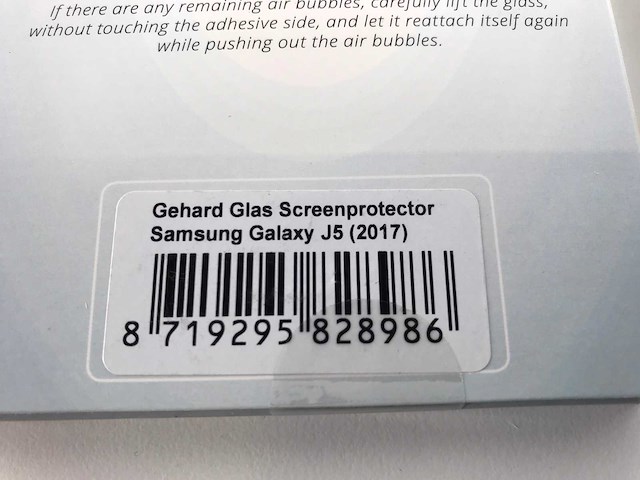 If there are any remaining air bubbles, carefully lift the glass,
without touching the adhesive side, and let it reattach itself again
while pushing out the air bubbles.
Gehard Glas Screenprotector
Samsung Galaxy J5 (2017)
8 719295 828986